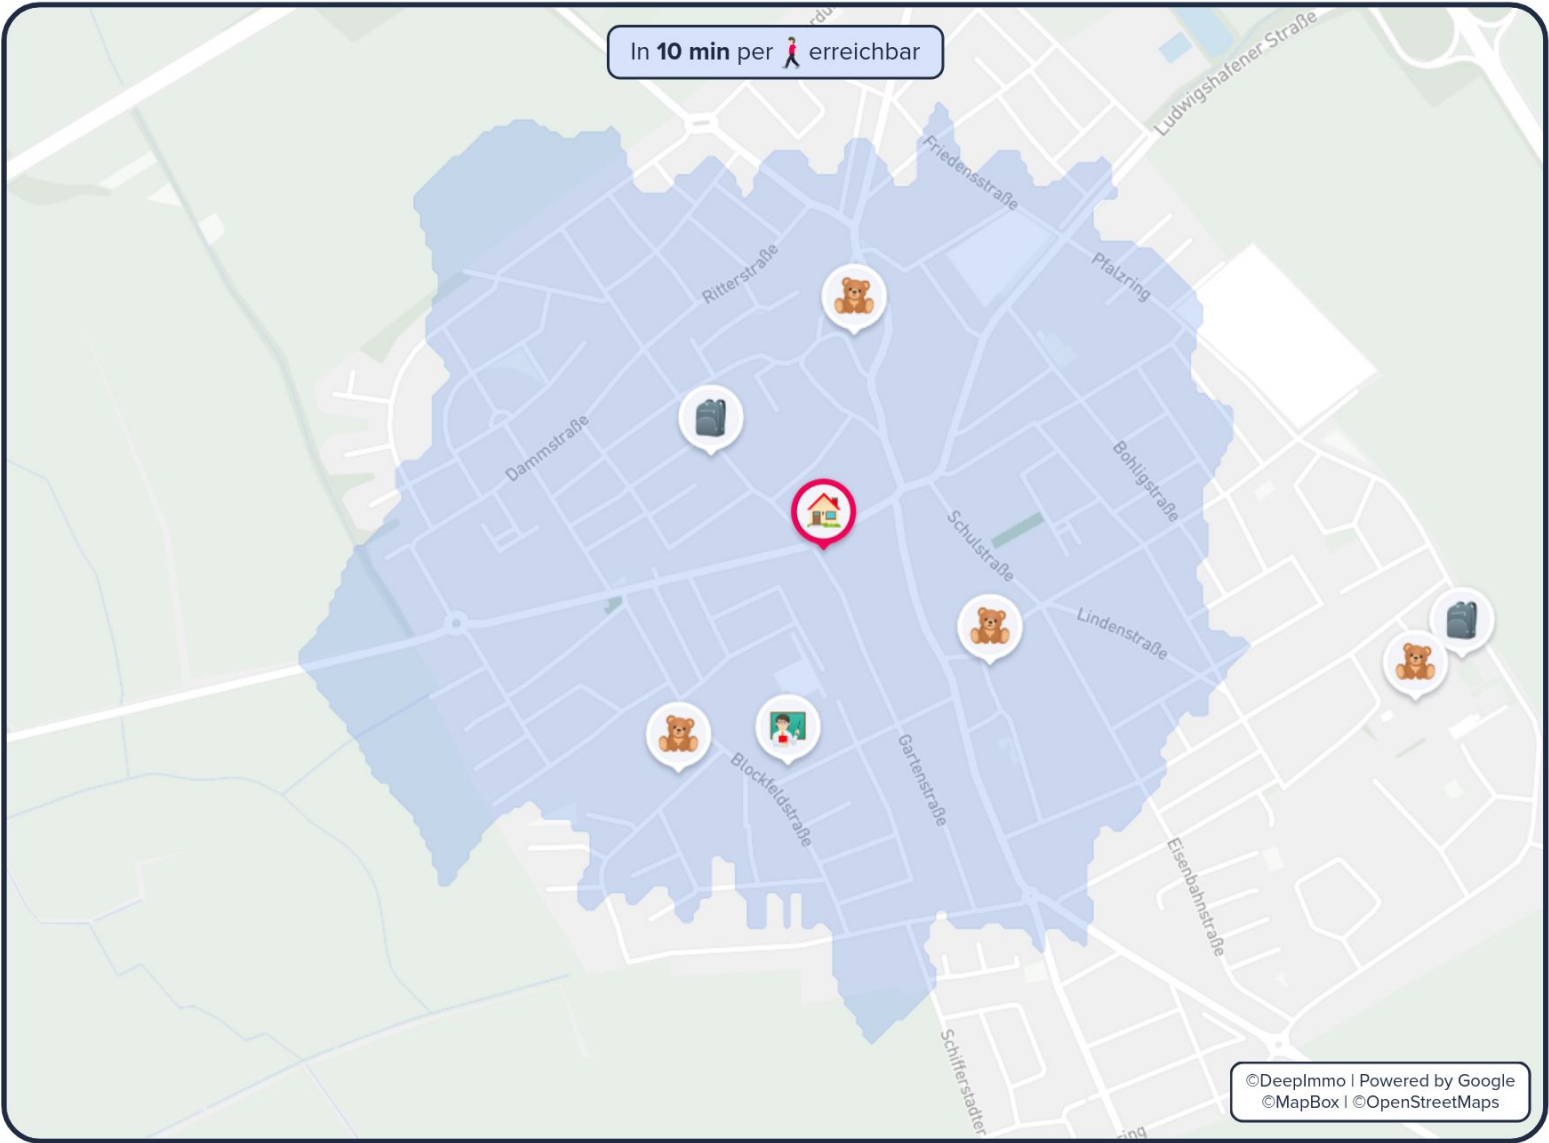 In 10 min per erreichbar
Ludwigshafener Straße
Friedensstraße
Pfalzring
Ritterstraße
Dammstraße
Bohligstraße
Schulstraße
Lindenstraße
Gartenstraße
Blockfeldstraße
Eisenbahnstraße
Schifferstadter
©DeepImmo | Powered by Google
©MapBox | ©OpenStreetMaps